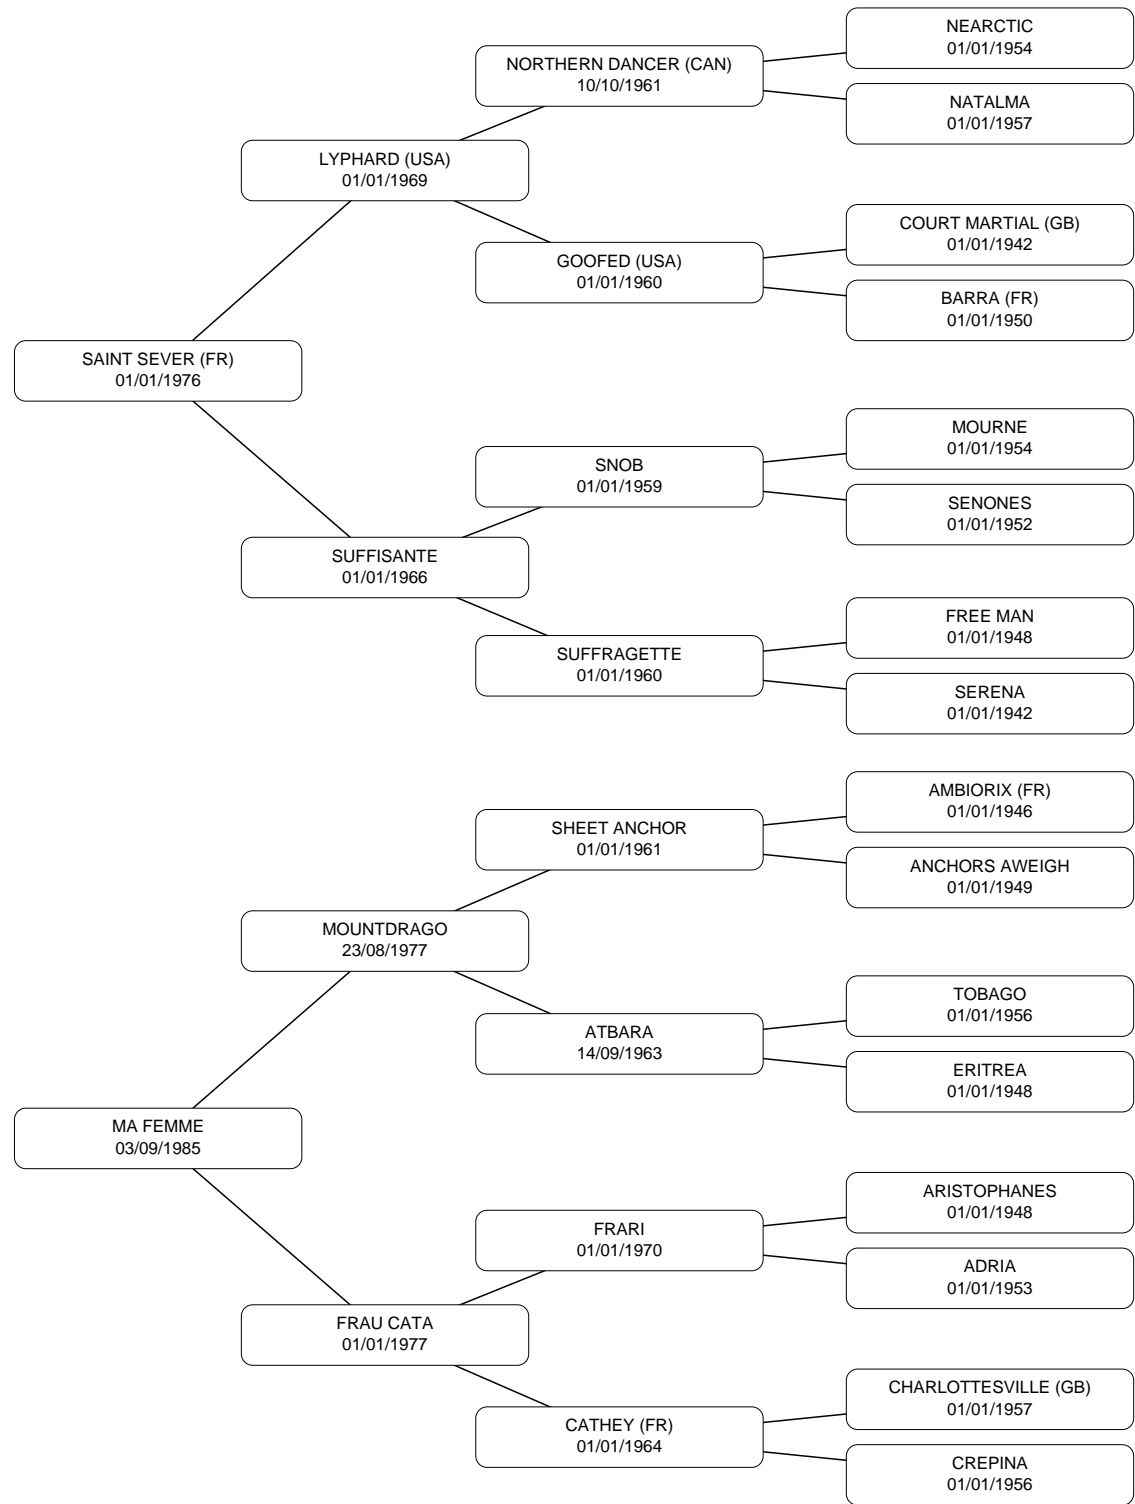 NEARCTIC
01/01/1954
NORTHERN DANCER (CAN)
10/10/1961
NATALMA
01/01/1957
LYPHARD (USA)
01/01/1969
COURT MARTIAL (GB)
01/01/1942
GOOFED (USA)
01/01/1960
BARRA (FR)
01/01/1950
SAINT SEVER (FR)
01/01/1976
MOURNE
01/01/1954
SNOB
01/01/1959
SENONES
01/01/1952
SUFFISANTE
01/01/1966
FREE MAN
01/01/1948
SUFFRAGETTE
01/01/1960
SERENA
01/01/1942
AMBIORIX (FR)
01/01/1946
SHEET ANCHOR
01/01/1961
ANCHORS AWEIGH
01/01/1949
MOUNTDRAGO
23/08/1977
TOBAGO
01/01/1956
ATBARA
14/09/1963
ERITREA
01/01/1948
MA FEMME
03/09/1985
ARISTOPHANES
01/01/1948
FRARI
01/01/1970
ADRIA
01/01/1953
FRAU CATA
01/01/1977
CHARLOTTESVILLE (GB)
01/01/1957
CATHEY (FR)
01/01/1964
CREPINA
01/01/1956